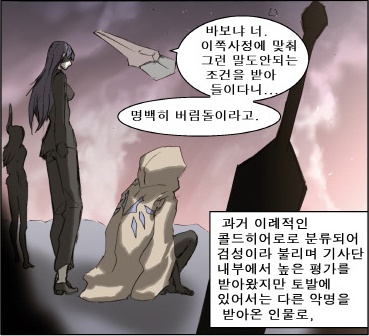 바보냐 너.
이쪽사정에 맞춰
그런 말도안되는
조건을 받아
들이다니...
명백히 버림돌이라고.
과거 이례적인
콜드히어로로 분류되어
검성이라 불리며 기사단
내부에서 높은 평가를
받아왔지만 토발에
있어서는 다른 악명을
받아온 인물로,